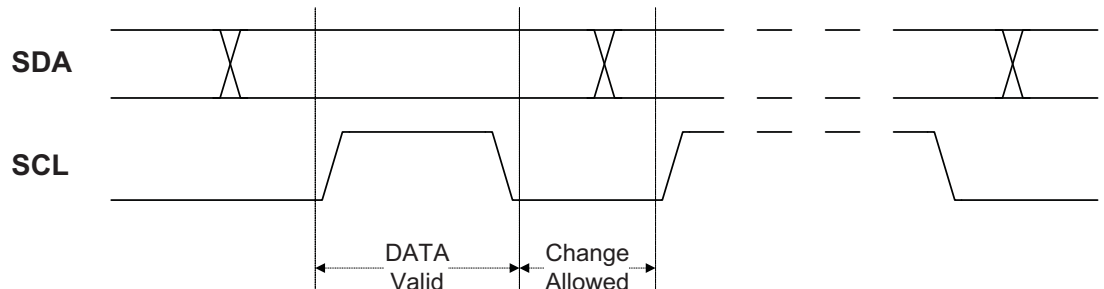 SDA
SCL
DATA
Valid
Change
Allowed